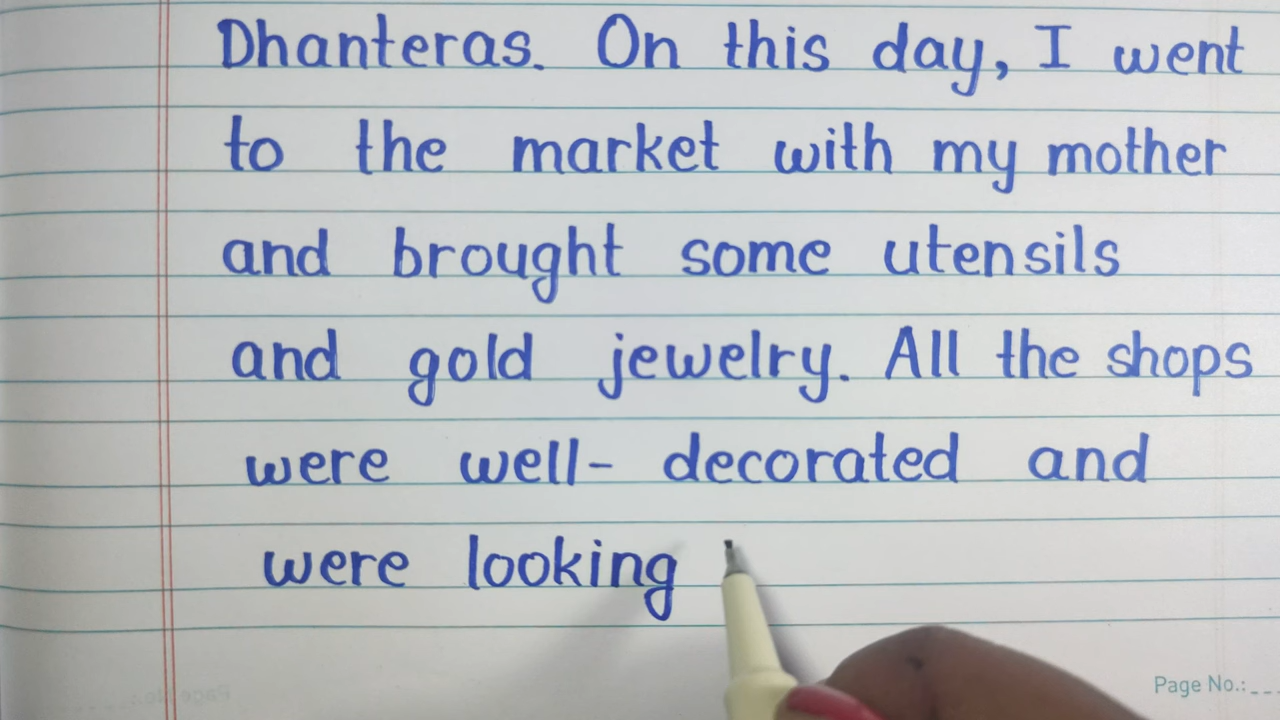 Dhanteras. On this day, I went
to the market with my mother
and brought some utensils
and gold jewelry. All the shops
were well- decorated and
were looking
Page No.: